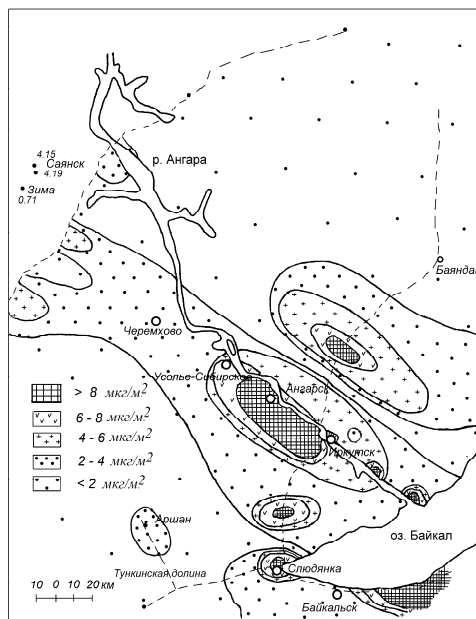 р. Ангара
4.15
Саянск
4.19
Зима
0.71
Баяндай
Черемхово
Усолье-Сибирское
Ангарск
Иркутск
> 8 мкг/м²
6 - 8 мкг/м²
4 - 6 мкг/м²
2 - 4 мкг/м²
< 2 мкг/м²
Аршан
оз. Байкал
Тункинская долина
Слюдянка
Байкальск
10 0 10 20 км